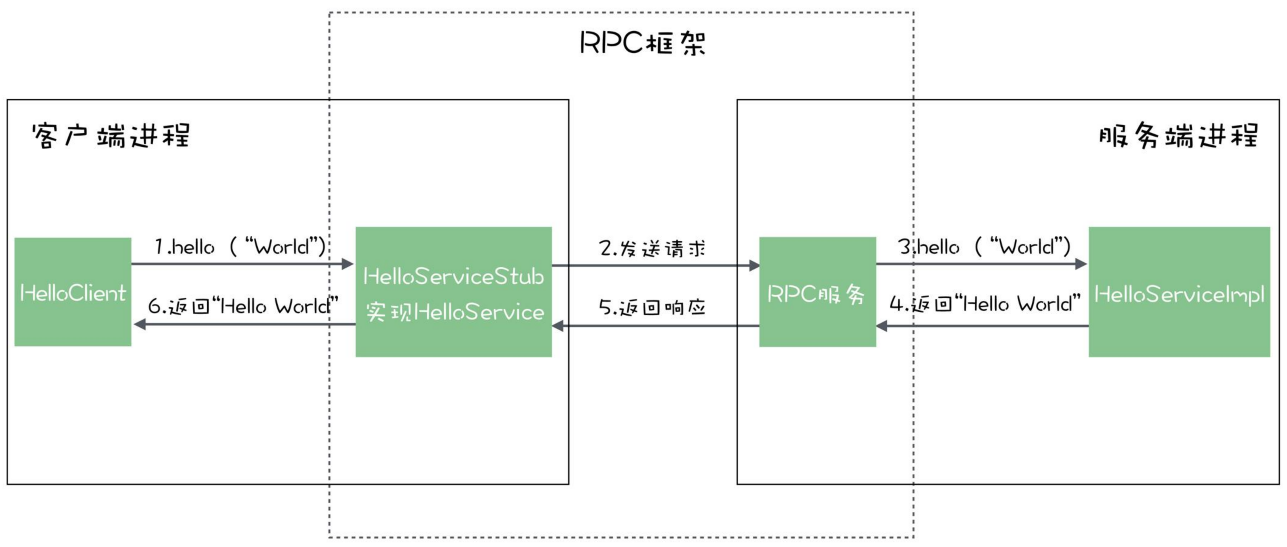 RPC框架
客户端进程
服务端进程
1.hello（“World”）
2.发送请求
3.hello（“World”）
HelloClient
HelloServiceStub
实现HelloService
RPC服务
HelloServiceImpl
6.返回“Hello World”
5.返回响应
4.返回“Hello World”